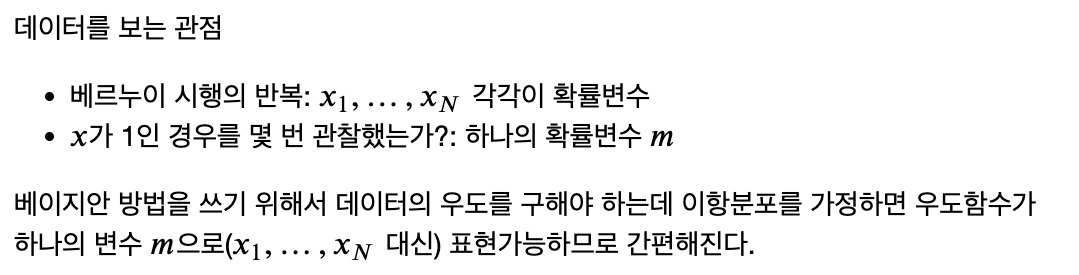 데이터를 보는 관점
• 베르누이 시행의 반복: x₁, . . . , x_N 각각이 확률변수
• x가 1인 경우를 몇 번 관찰했는가?: 하나의 확률변수 m
베이지안 방법을 쓰기 위해서 데이터의 우도를 구해야 하는데 이항분포를 가정하면 우도함수가
하나의 변수 m으로(x₁, . . . , x_N 대신) 표현가능하므로 간편해진다.